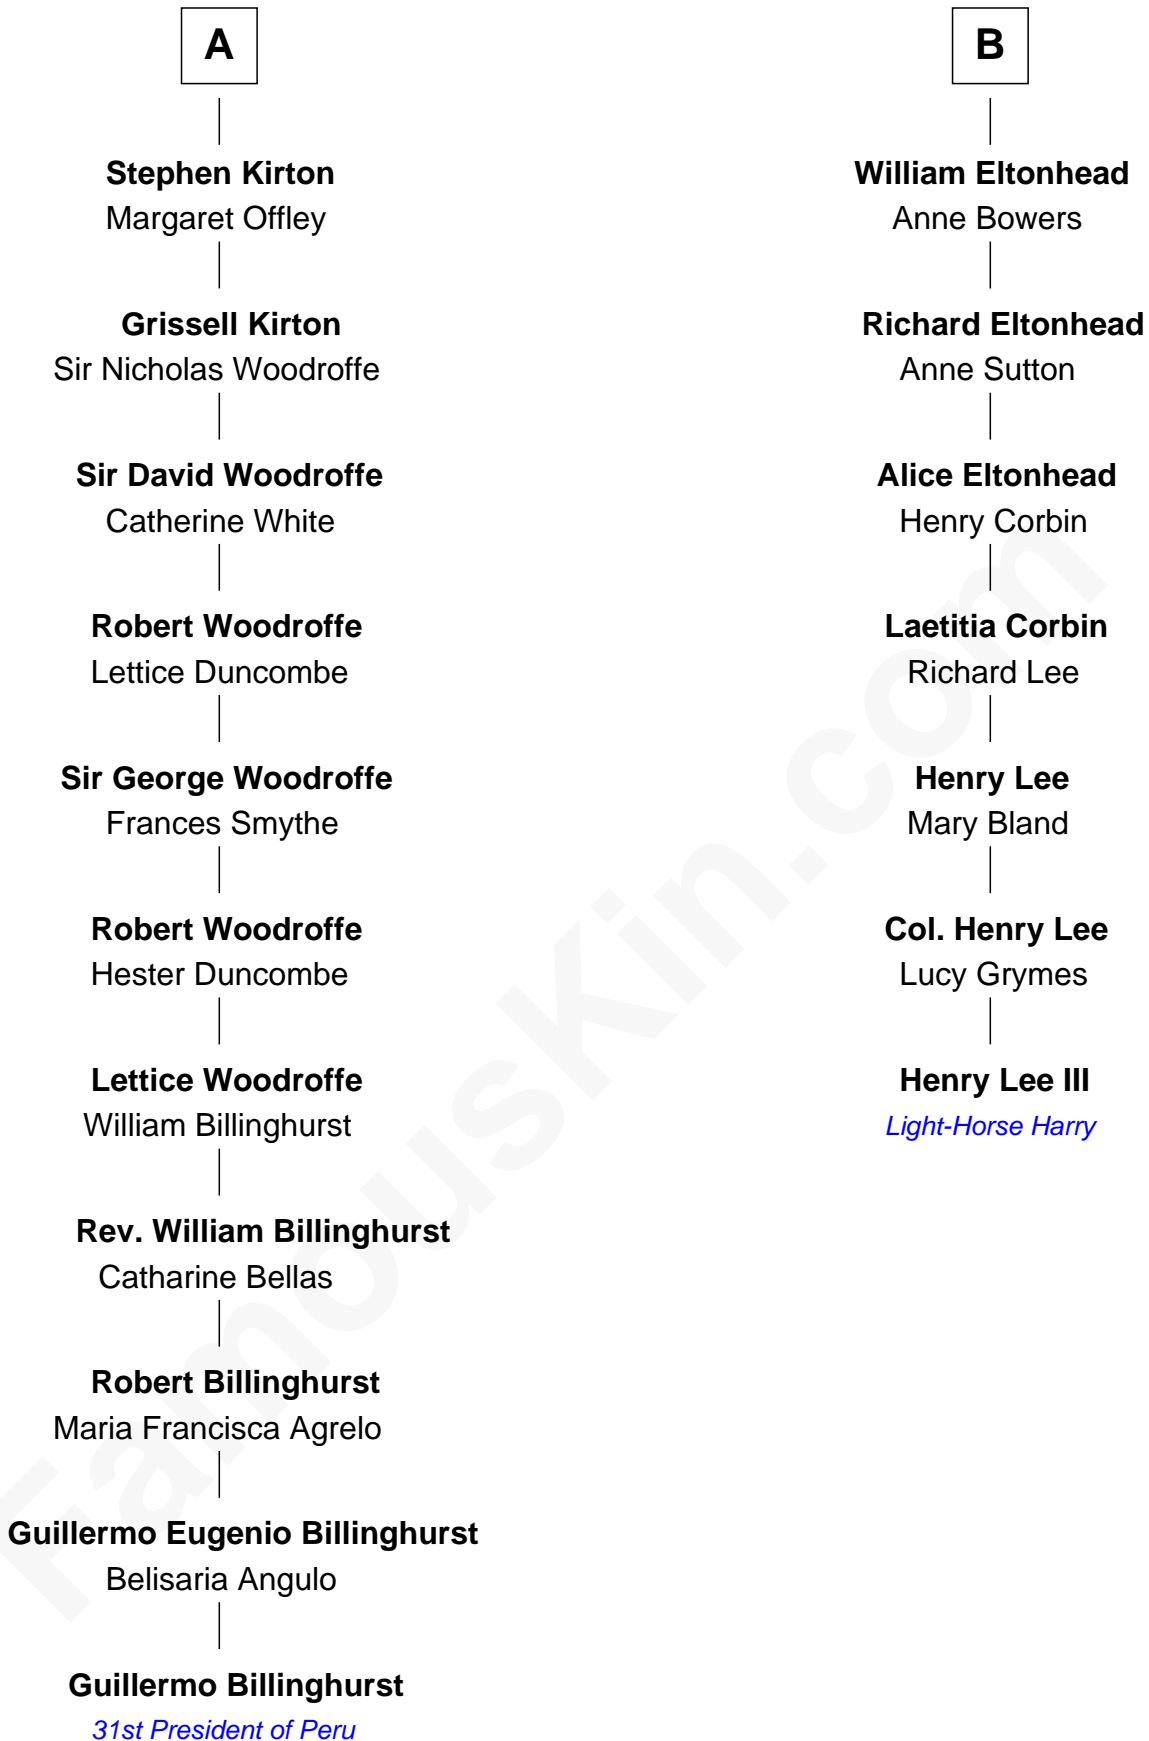 A
Stephen Kirton
Margaret Offley
Grissell Kirton
Sir Nicholas Woodroffe
Sir David Woodroffe
Catherine White
Robert Woodroffe
Lettice Duncombe
Sir George Woodroffe
Frances Smythe
Robert Woodroffe
Hester Duncombe
Lettice Woodroffe
William Billinghurst
Rev. William Billinghurst
Catharine Bellas
Robert Billinghurst
Maria Francisca Agrelo
Guillermo Eugenio Billinghurst
Belisaria Angulo
Guillermo Billinghurst
31st President of Peru
B
William Eltonhead
Anne Bowers
Richard Eltonhead
Anne Sutton
Alice Eltonhead
Henry Corbin
Laetitia Corbin
Richard Lee
Henry Lee
Mary Bland
Col. Henry Lee
Lucy Grymes
Henry Lee III
Light-Horse Harry
FamousKin.com